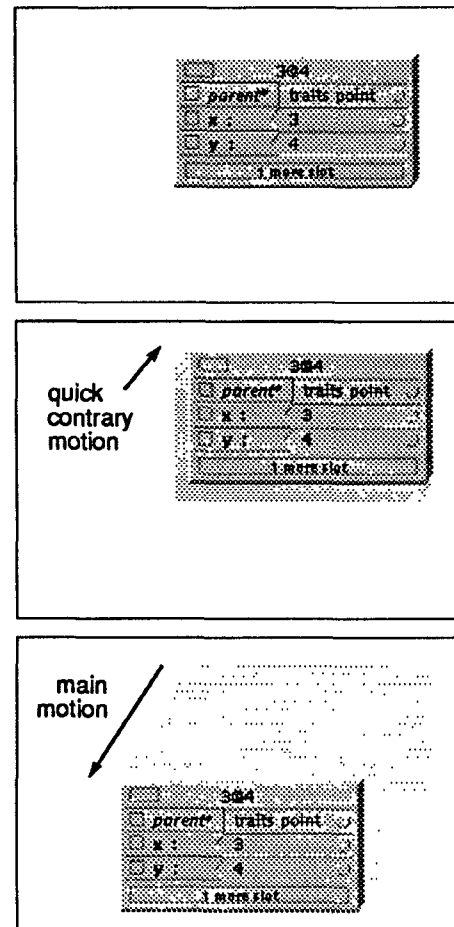 3@4
parent* traits point
x : 3
y : 4
1 more slot
quick
contrary
motion
3@4
parent* traits point
x : 3
y : 4
1 more slot
main
motion
3@4
parent* traits point
x : 3
y : 4
1 more slot